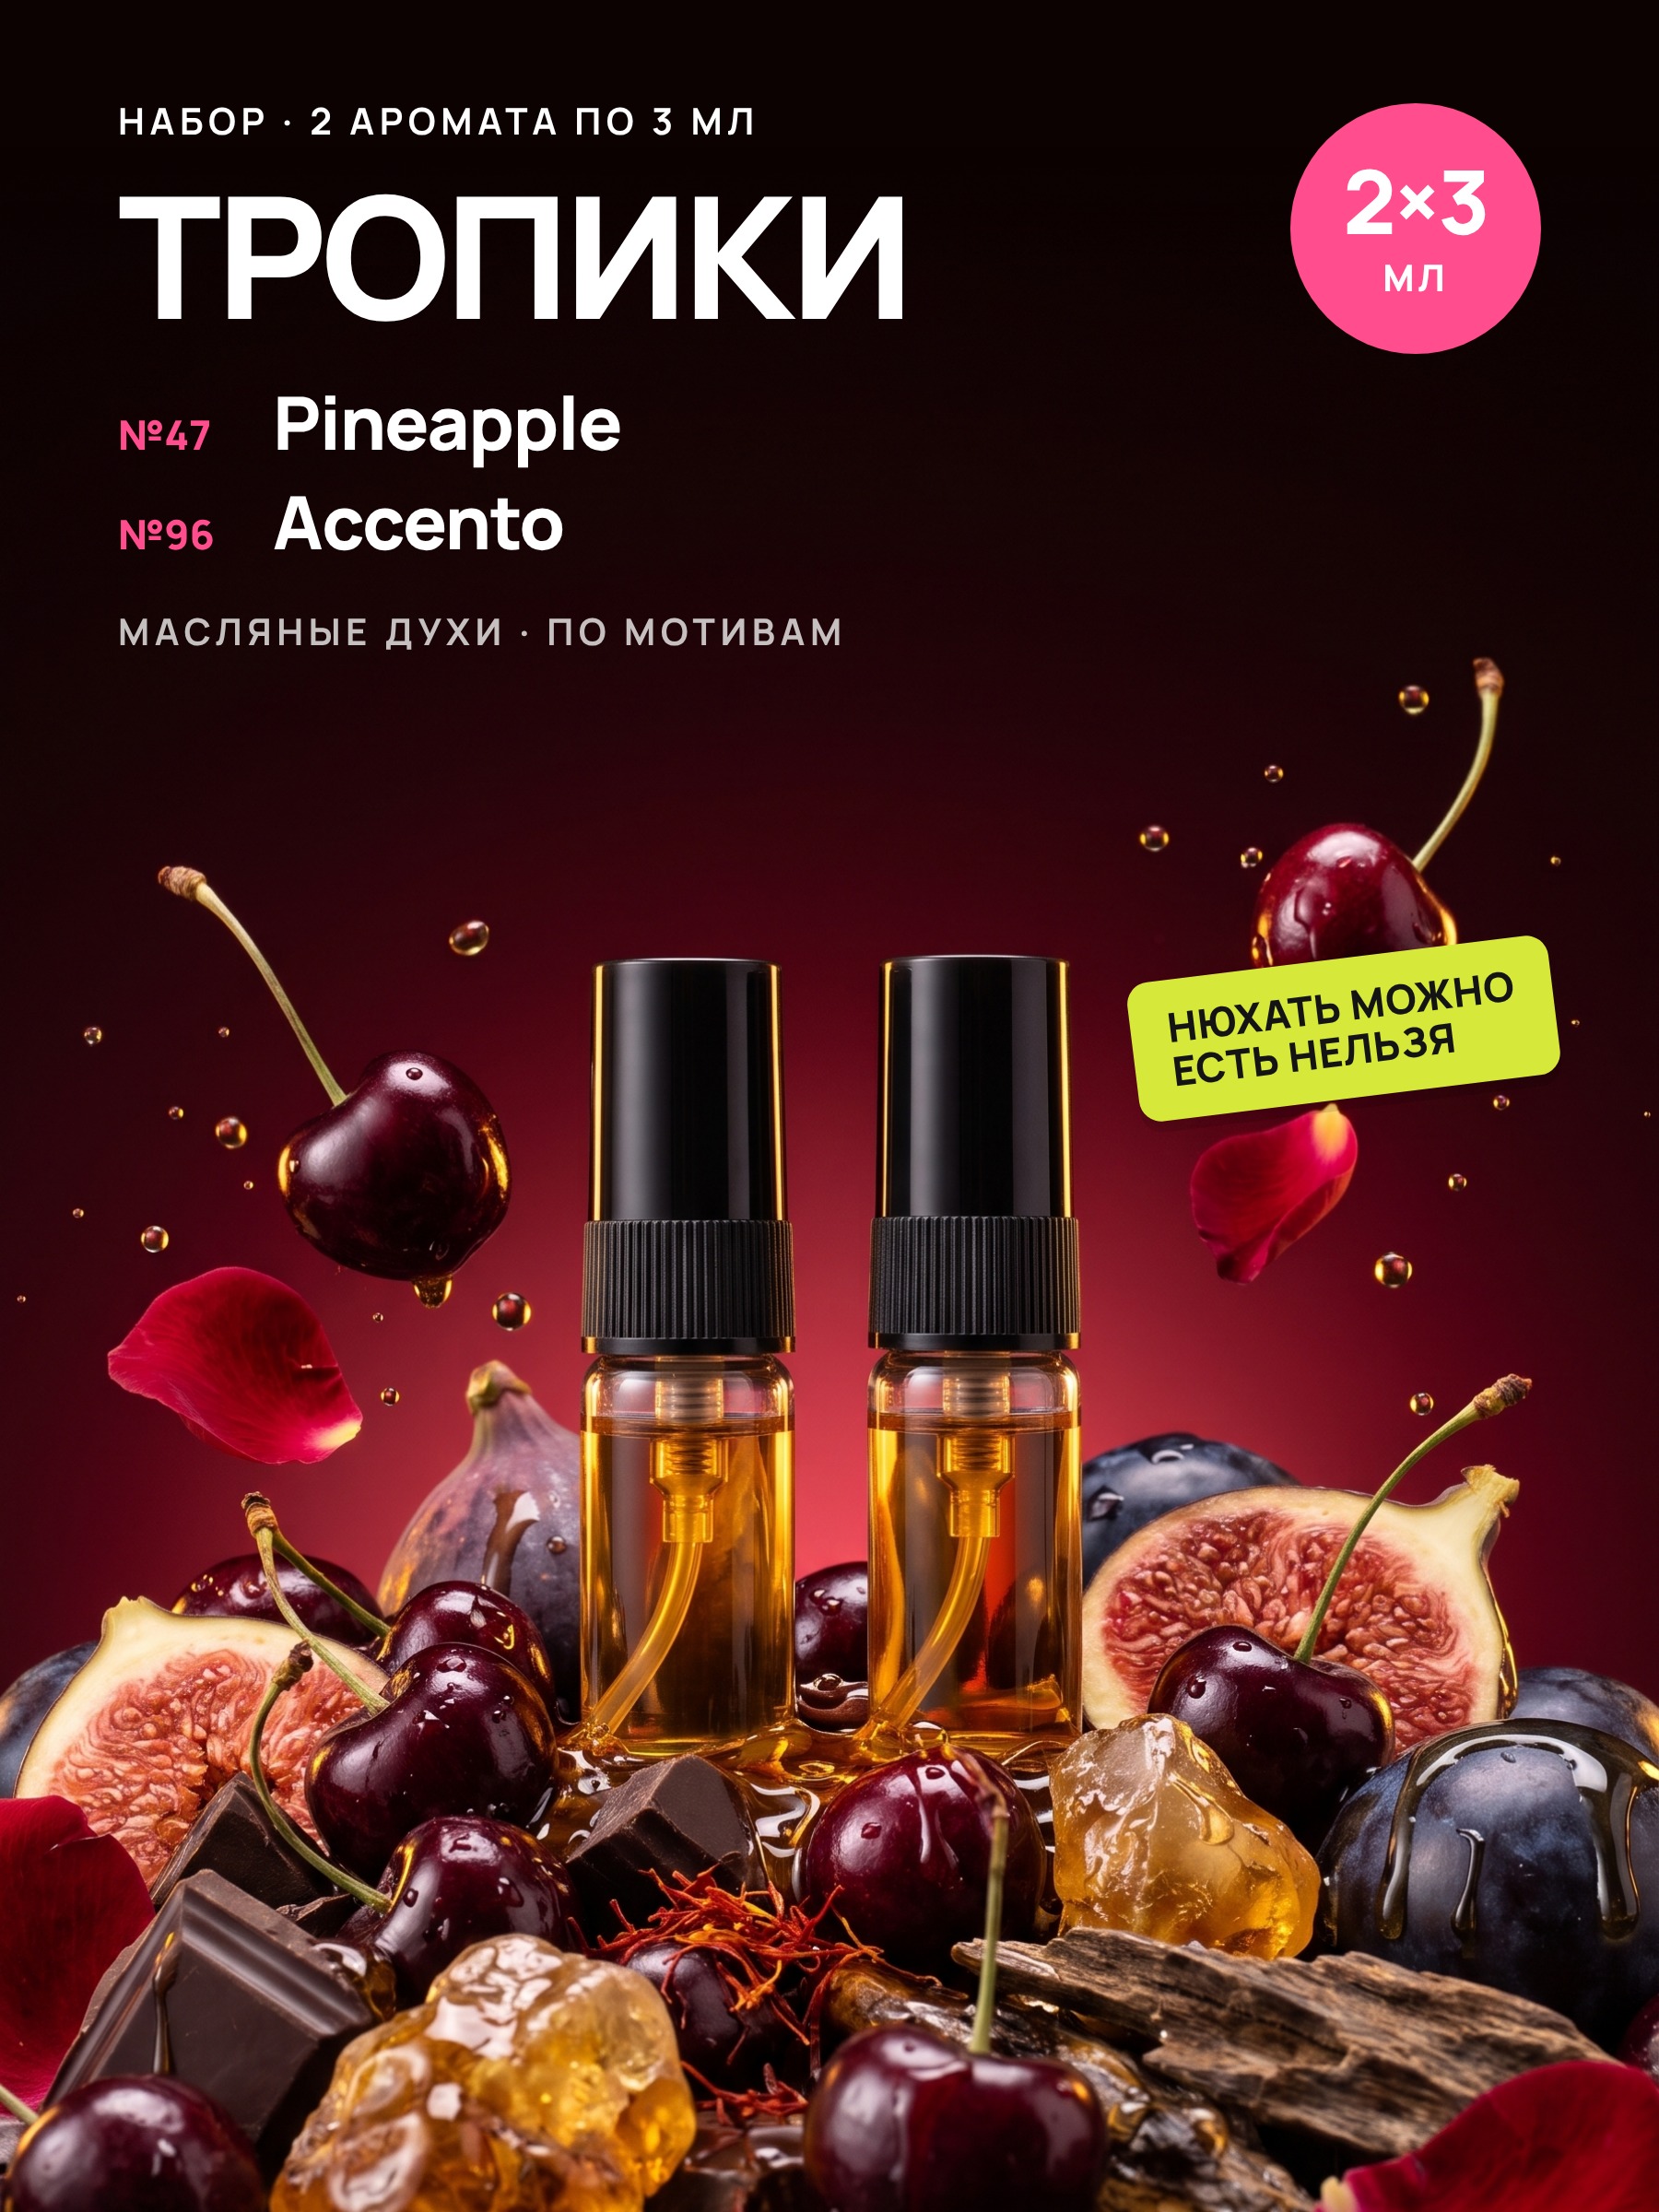 НАБОР · 2 АРОМАТА ПО 3 МЛ
ТРОПИКИ
2×3
МЛ
№47 Pineapple
№96 Accento
МАСЛЯНЫЕ ДУХИ · ПО МОТИВАМ
НЮХАТЬ МОЖНО
ЕСТЬ НЕЛЬЗЯ